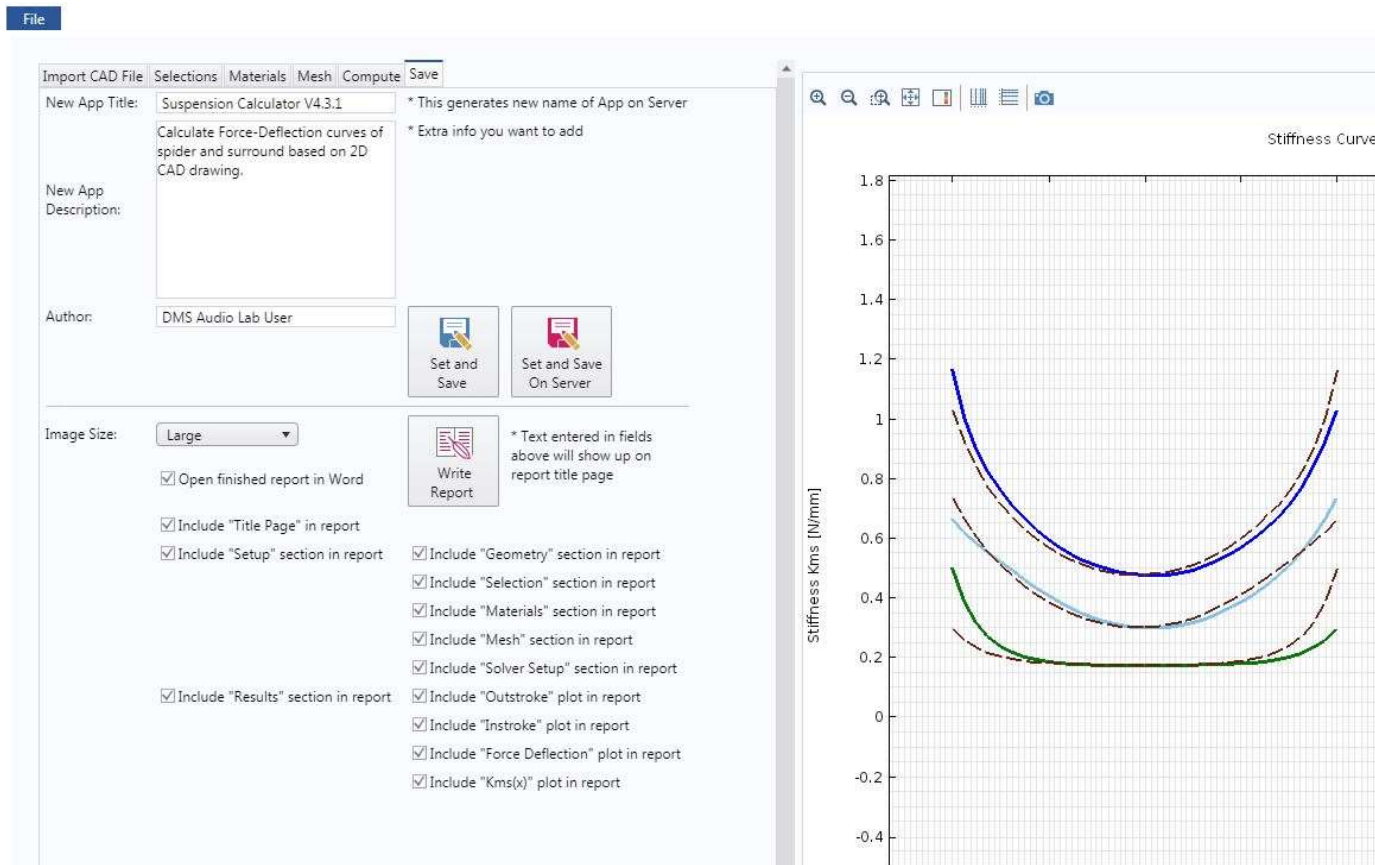 File
Import CAD File Selections Materials Mesh Compute Save
New App Title:
Suspension Calculator V4.3.1
* This generates new name of App on Server
New App
Description:
Calculate Force-Deflection curves of
spider and surround based on 2D
CAD drawing.
* Extra info you want to add
Author:
DMS Audio Lab User
Set and
Save
Set and Save
On Server
Image Size:
Large
Write
Report
* Text entered in fields
above will show up on
report title page
Open finished report in Word
Include "Title Page" in report
Include "Setup" section in report
Include "Geometry" section in report
Include "Selection" section in report
Include "Materials" section in report
Include "Mesh" section in report
Include "Solver Setup" section in report
Include "Results" section in report
Include "Outstroke" plot in report
Include "Instroke" plot in report
Include "Force Deflection" plot in report
Include "Kms(x)" plot in report
Stiffness Curve
Stiffness Kms [N/mm]
1.8
1.6
1.4
1.2
1
0.8
0.6
0.4
0.2
0
-0.2
-0.4